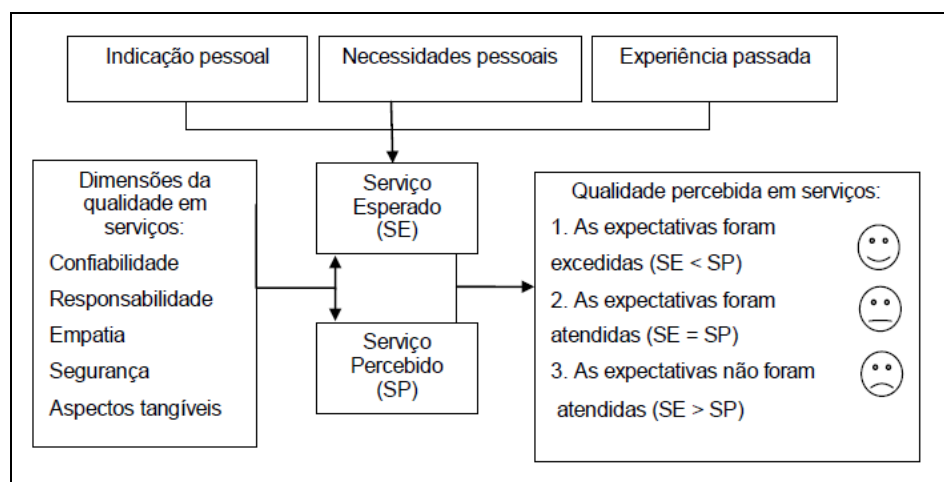 Indicação pessoal
Necessidades pessoais
Experiência passada
Dimensões da
qualidade em
serviços:
Confiabilidade
Responsabilidade
Empatia
Segurança
Aspectos tangíveis
Serviço
Esperado
(SE)
Serviço
Percebido
(SP)
Qualidade percebida em serviços:
1. As expectativas foram
excedidas (SE < SP)
2. As expectativas foram
atendidas (SE = SP)
3. As expectativas não foram
atendidas (SE > SP)